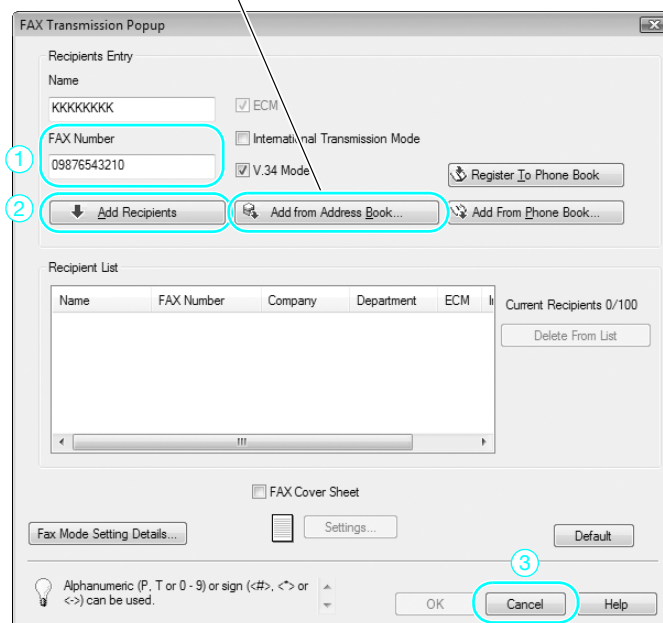 FAX Transmission Popup
Recipients Entry
Name
KKKKKKKK
ECM
FAX Number
International Transmission Mode
1
09876543210
V.34 Mode
Register To Phone Book
2
Add Recipients
Add from Address Book...
Add From Phone Book...
Recipient List
Name FAX Number Company Department ECM I
Current Recipients 0/100
Delete From List
FAX Cover Sheet
Fax Mode Setting Details...
Settings...
Default
3
Alphanumeric (P, T or 0 - 9) or sign (<#>, <*> or
<-> can be used.
OK Cancel Help